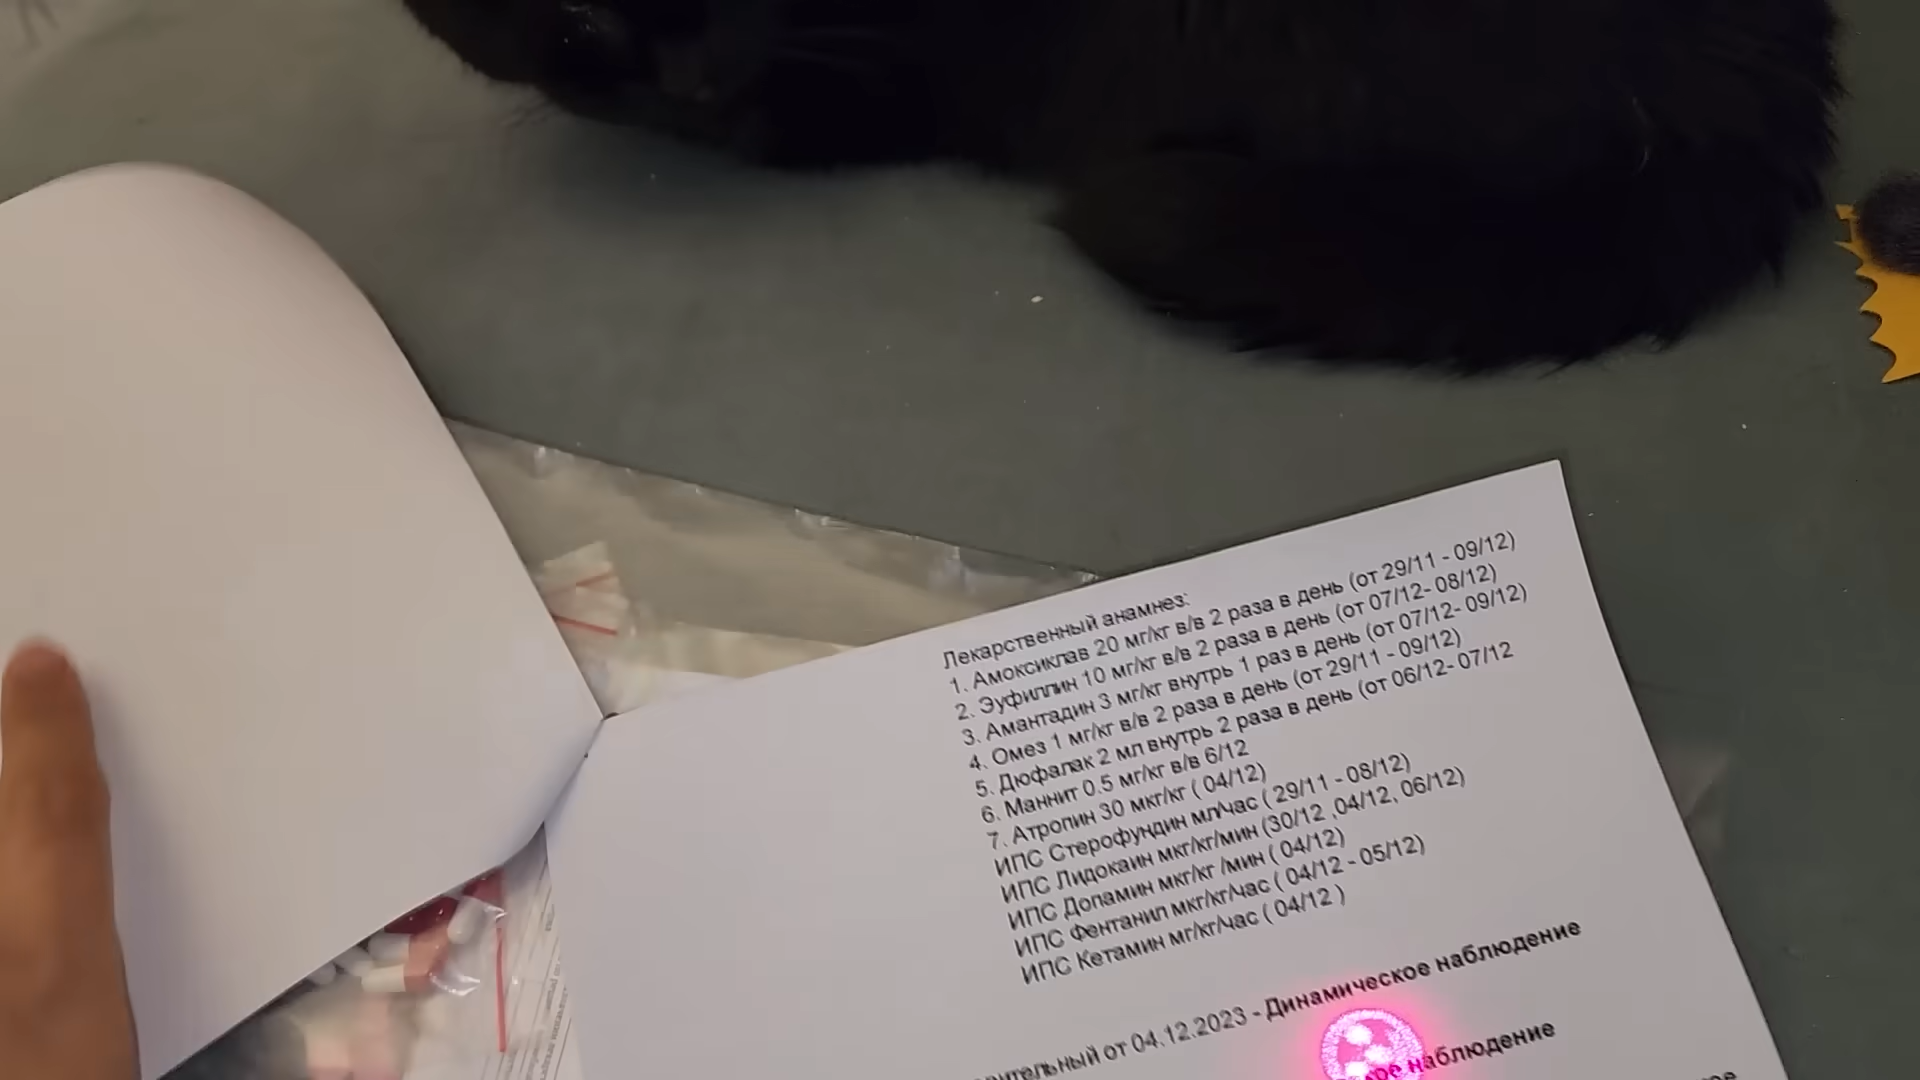 Лекарственный анамнез:
1. Амоксиклав 20 мг/кг в/в 2 раза в день (от 29/11 - 09/12)
2. Эуфиллин 10 мг/кг в/в 2 раза в день (от 07/12- 08/12)
3. Амантадин 3 мг/кг внутрь 1 раз в день (от 07/12- 09/12)
4. Омез 1 мг/кг в/в 2 раза в день (от 29/11 - 09/12)
5. Дюфалак 2 мл внутрь 2 раза в день (от 06/12- 07/12
6. Маннит 0.5 мг/кг в/в 6/12
7. Атропин 30 мкг/кг ( 04/12)
ИПС Стерофундин мл/час ( 29/11 - 08/12)
ИПС Лидокаин мкг/кг/мин (30/12 ,04/12, 06/12)
ИПС Допамин мкг/кг /мин ( 04/12)
ИПС Фентанил мкг/кг/час ( 04/12 - 05/12)
ИПС Кетамин мг/кг/час ( 04/12 )
от 04.12.2023 - Динамическое наблюдение
наблюдение